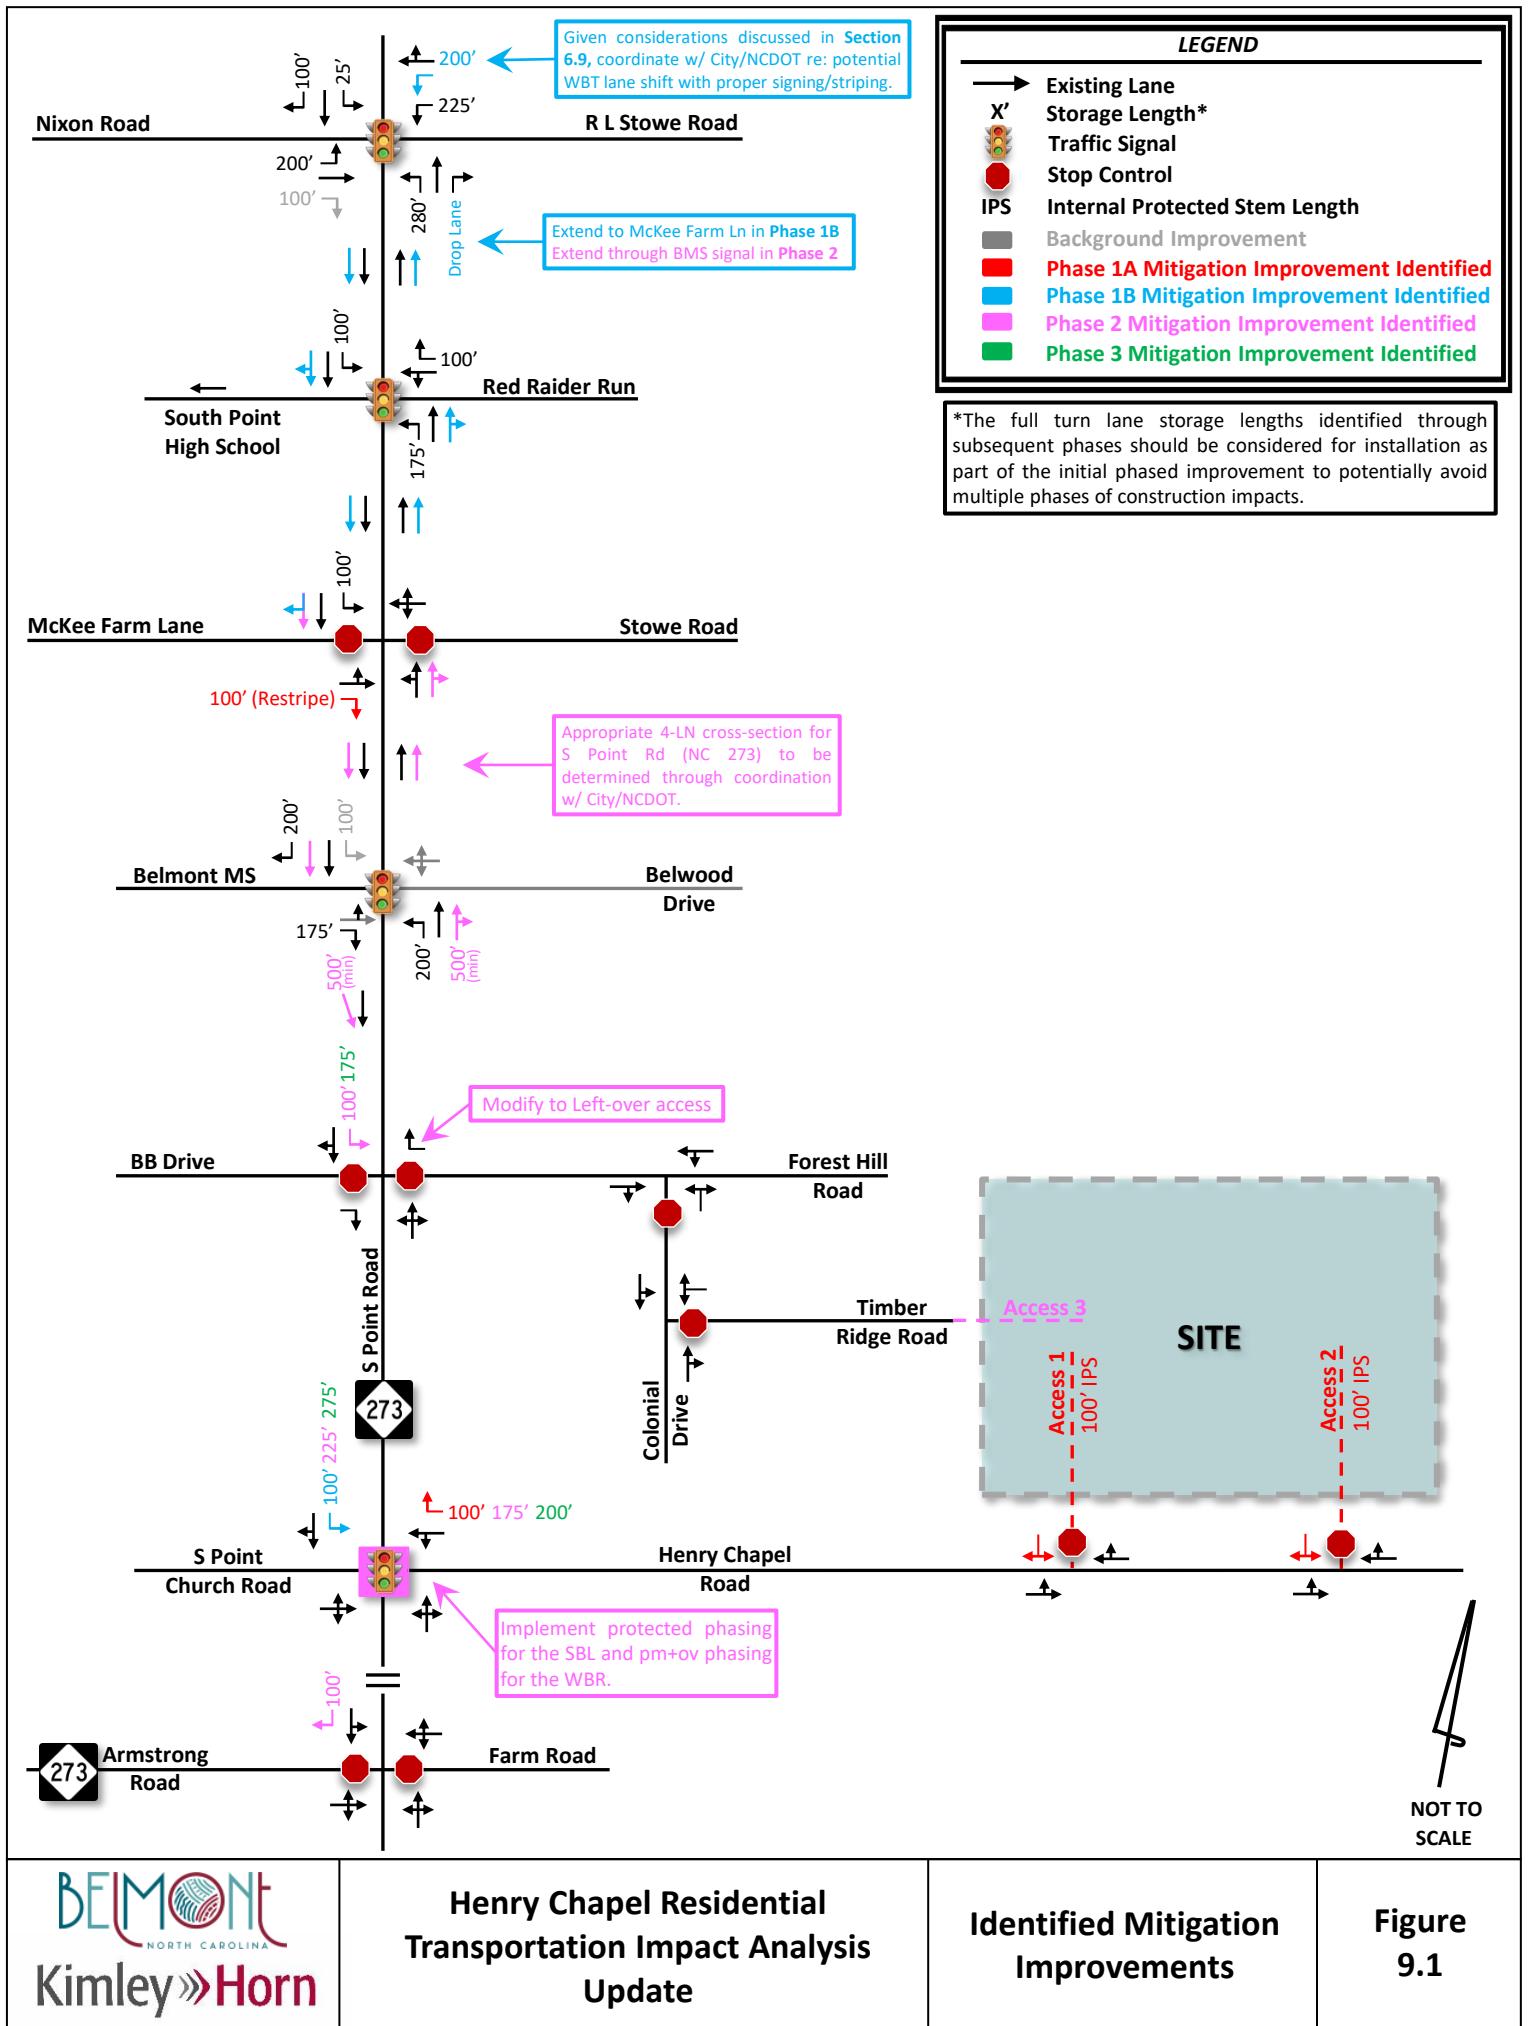 Given considerations discussed in Section
6.9, coordinate w/ City/NCDOT re: potential
WBT lane shift with proper signing/striping.
LEGEND
Existing Lane
X' Storage Length*
Traffic Signal
Stop Control
IPS Internal Protected Stem Length
Background Improvement
Phase 1A Mitigation Improvement Identified
Phase 1B Mitigation Improvement Identified
Phase 2 Mitigation Improvement Identified
Phase 3 Mitigation Improvement Identified
*The full turn lane storage lengths identified through
subsequent phases should be considered for installation as
part of the initial phased improvement to potentially avoid
multiple phases of construction impacts.
100' 25'
200'
225'
Nixon Road
R L Stowe Road
200'
100'
280'
Drop Lane
Extend to McKee Farm Ln in Phase 1B
Extend through BMS signal in Phase 2
100'
100'
Red Raider Run
South Point
High School
175'
100'
McKee Farm Lane
Stowe Road
100' (Restripe)
Appropriate 4-LN cross-section for
S Point Rd (NC 273) to be
determined through coordination
w/ City/NCDOT.
200' 100'
Belmont MS
Belwood
Drive
175'
200'
500'
(min)
500'
(min)
100' 175'
Modify to Left-over access
BB Drive
Forest Hill
Road
S Point Road
273
Timber
Ridge Road
Colonial
Drive
Access 3
SITE
Access 1
100' IPS
Access 2
100' IPS
100' 225' 275'
100' 175' 200'
S Point
Church Road
Henry Chapel
Road
Implement protected phasing
for the SBL and pm+ov phasing
for the WBR.
100'
273
Armstrong
Road
Farm Road
NOT TO
SCALE
BELMONT
NORTH CAROLINA
Kimley»Horn
Henry Chapel Residential
Transportation Impact Analysis
Update
Identified Mitigation
Improvements
Figure
9.1